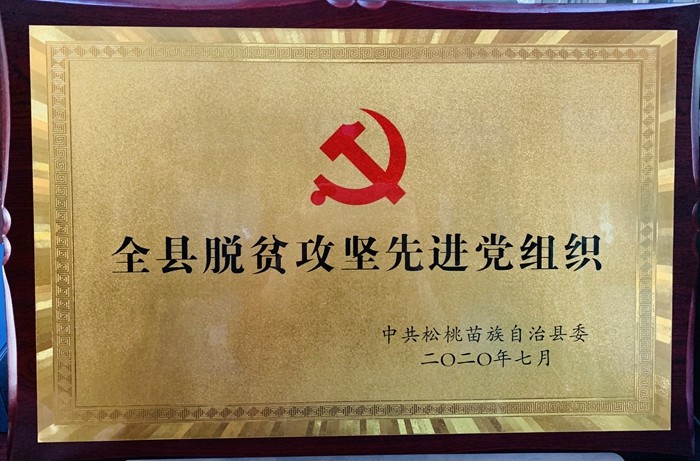 全县脱贫攻坚先进党组织
中共松桃苗族自治县委
二〇二〇年七月